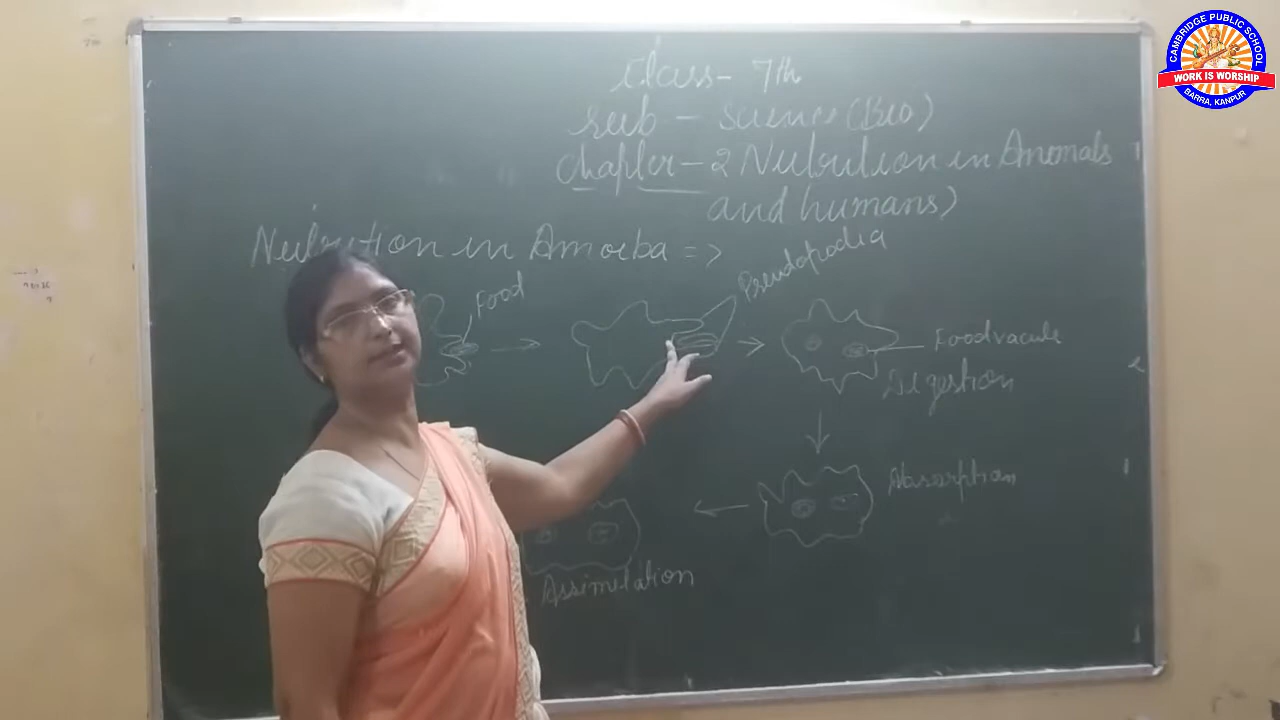 CAMBRIDGE PUBLIC SCHOOL
WORK IS WORSHIP
BARRA, KANPUR
Class - 7th
Sub - Science (Bio)
Chapter - 2 Nutrition in Animals
and humans)
Nutrition in Amoeba =>
Food
Pseudopodia
Foodvacule
Digestion
Absorption
Assimilation